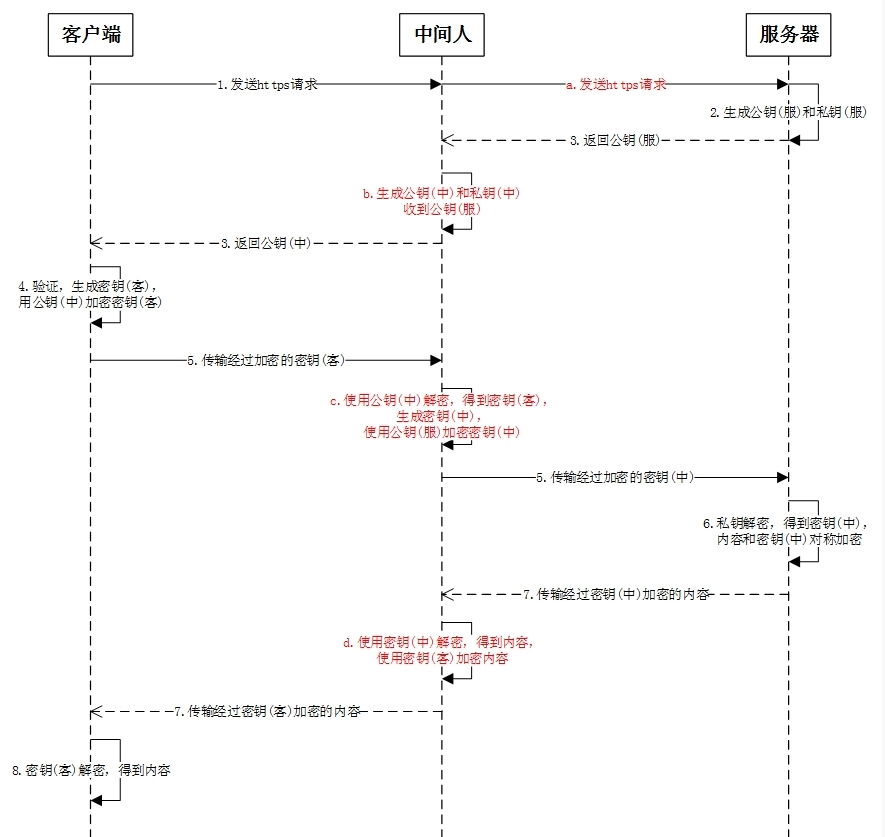 客户端
中间人
服务器
1.发送https请求
a.发送https请求
2.生成公钥(服)和私钥(服)
3.返回公钥(服)
b.生成公钥(中)和私钥(中)
收到公钥(服)
3.返回公钥(中)
4.验证，生成密钥(客)，
用公钥(中)加密密钥(客)
5.传输经过加密的密钥(客)
c.使用公钥(中)解密，得到密钥(客)，
生成密钥(中)，
使用公钥(服)加密密钥(中)
5.传输经过加密的密钥(中)
6.私钥解密，得到密钥(中)，
内容和密钥(中)对称加密
7.传输经过密钥(中)加密的内容
d.使用密钥(中)解密，得到内容，
使用密钥(客)加密内容
7.传输经过密钥(客)加密的内容
8.密钥(客)解密，得到内容